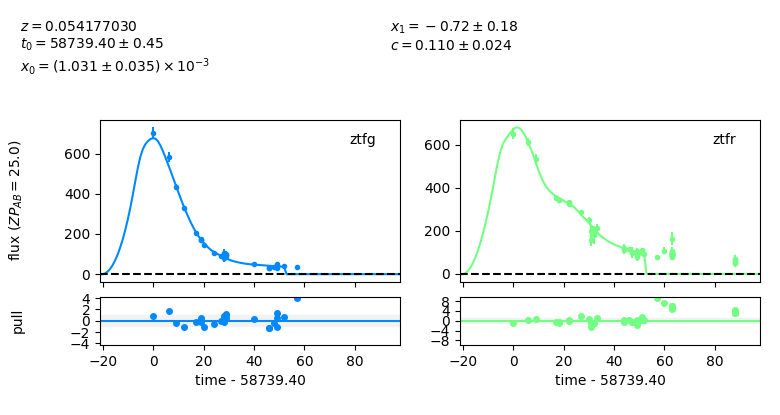 z = 0.054177030
t0 = 58739.40 ± 0.45
x0 = (1.031 ± 0.035) × 10^-3
x1 = −0.72 ± 0.18
c = 0.110 ± 0.024
flux (ZP_AB = 25.0)
600
400
200
0
ztfg
600
400
200
0
ztfr
pull
4
2
0
−2
−4
8
4
0
−4
−8
−20 0 20 40 60 80
−20 0 20 40 60 80
time - 58739.40
time - 58739.40